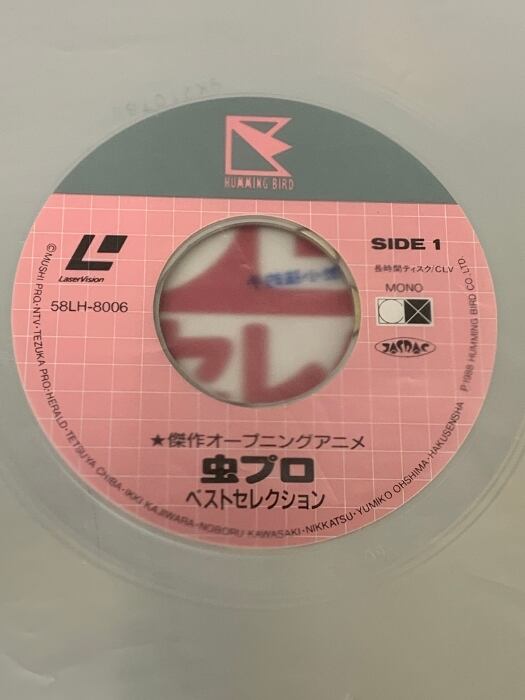 HUMMING BIRD
LaserVision
58LH-8006
SIDE 1
長時間ディスク/CLV
MONO
JASRAC
★傑作オープニングアニメ
虫プロ
ベストセレクション
©MUSHI PRO・NTV・TEZUKA PRO・HERALD・TETSUYA CHIBA・IKKI KAJIWARA・NOBORU KAWASAKI・NIKKATSU・YUMIKO OHSHIMA・HAKUSENSHA
℗1988 HUMMING BIRD CO.,LTD.
セレ